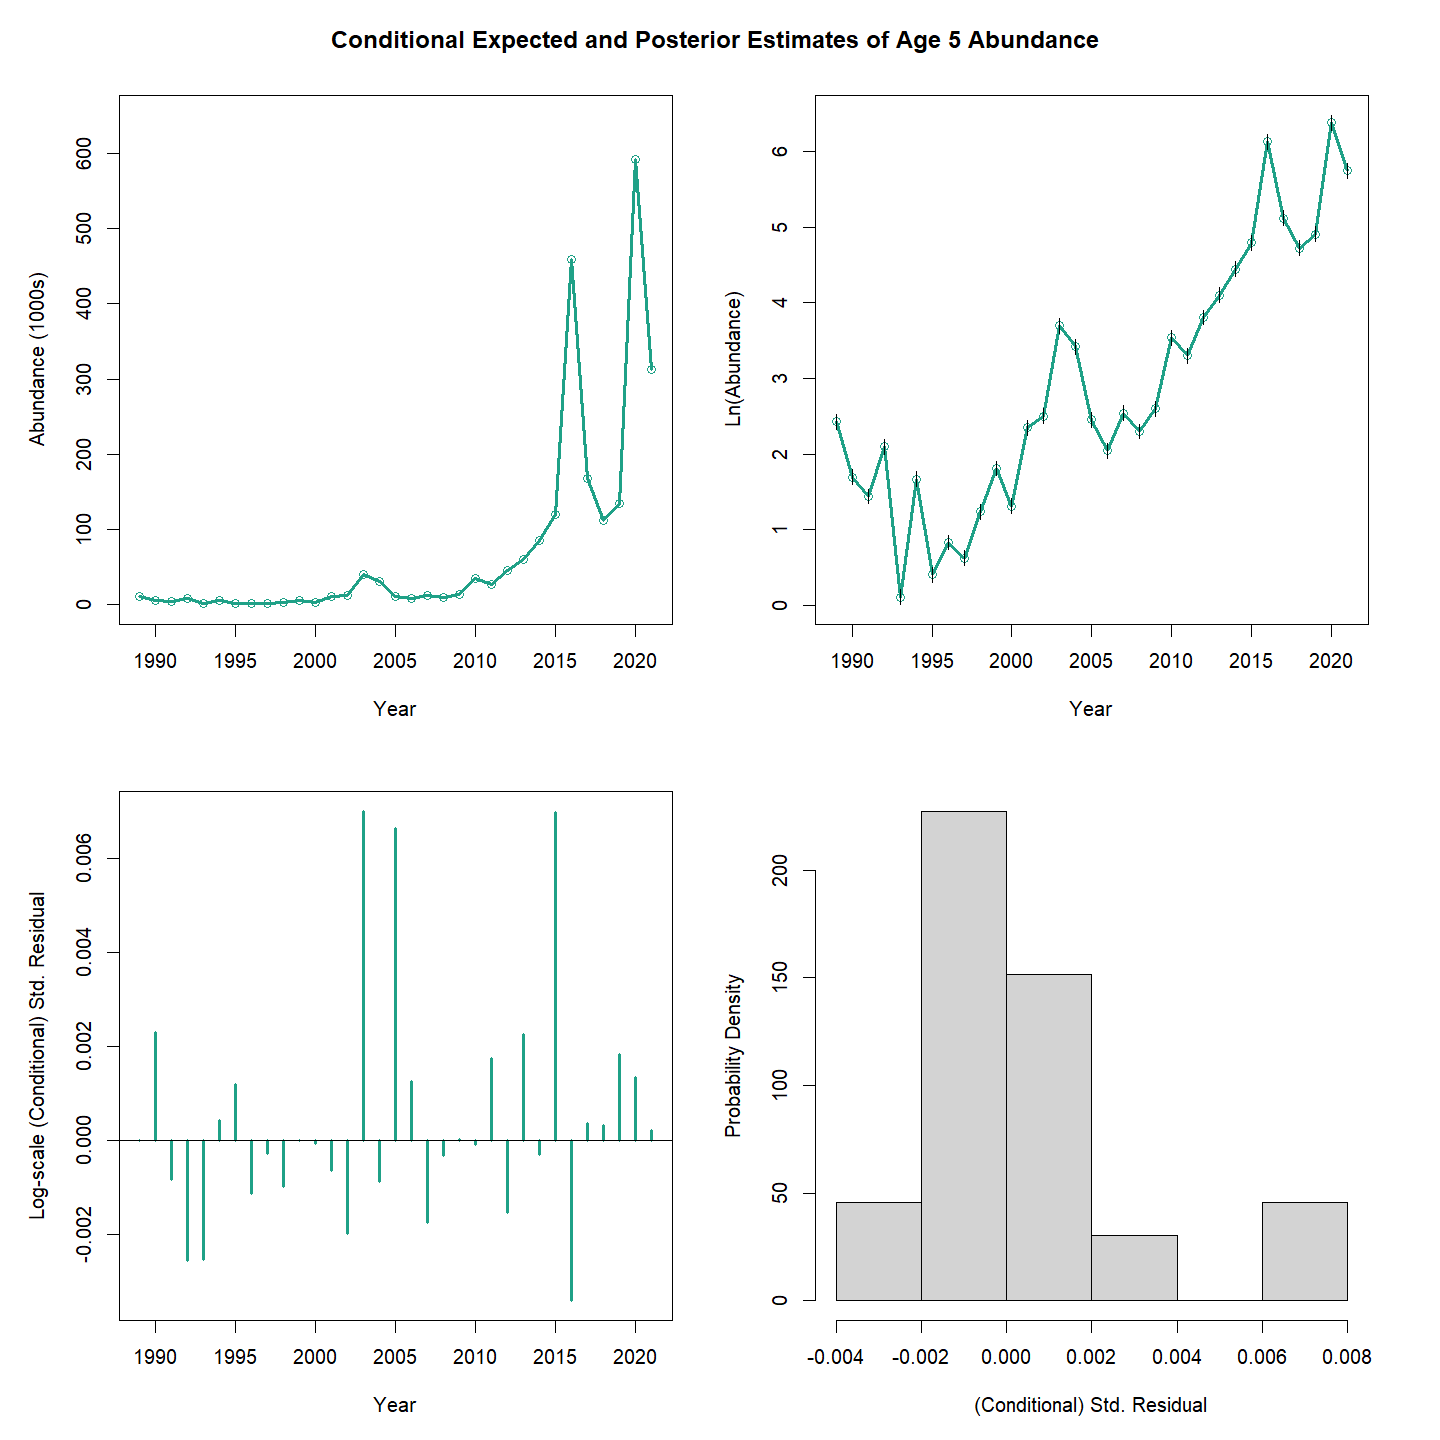 Conditional Expected and Posterior Estimates of Age 5 Abundance
Abundance (1000s)
600
500
400
300
200
100
0
1990 1995 2000 2005 2010 2015 2020
Year
Ln(Abundance)
6
5
4
3
2
1
0
1990 1995 2000 2005 2010 2015 2020
Year
Log-scale (Conditional) Std. Residual
0.006
0.004
0.002
0.000
-0.002
1990 1995 2000 2005 2010 2015 2020
Year
Probability Density
200
150
100
50
0
-0.004 -0.002 0.000 0.002 0.004 0.006 0.008
(Conditional) Std. Residual